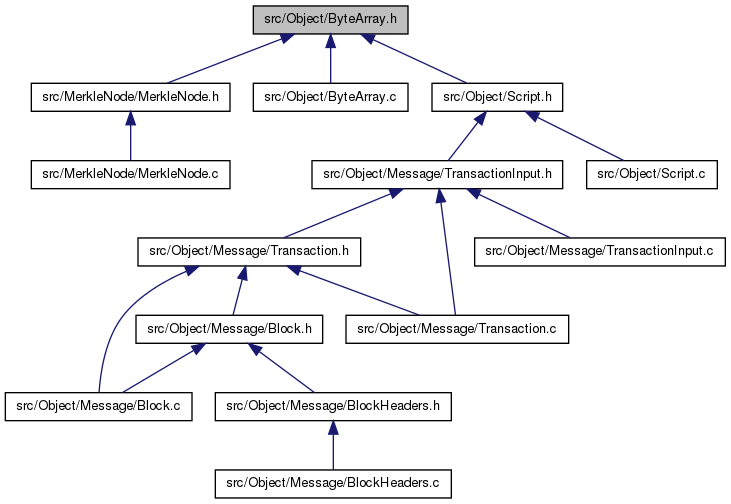 src/Object/ByteArray.h
src/MerkleNode/MerkleNode.h
src/Object/ByteArray.c
src/Object/Script.h
src/MerkleNode/MerkleNode.c
src/Object/Message/TransactionInput.h
src/Object/Script.c
src/Object/Message/Transaction.h
src/Object/Message/TransactionInput.c
src/Object/Message/Block.h
src/Object/Message/Transaction.c
src/Object/Message/Block.c
src/Object/Message/BlockHeaders.h
src/Object/Message/BlockHeaders.c